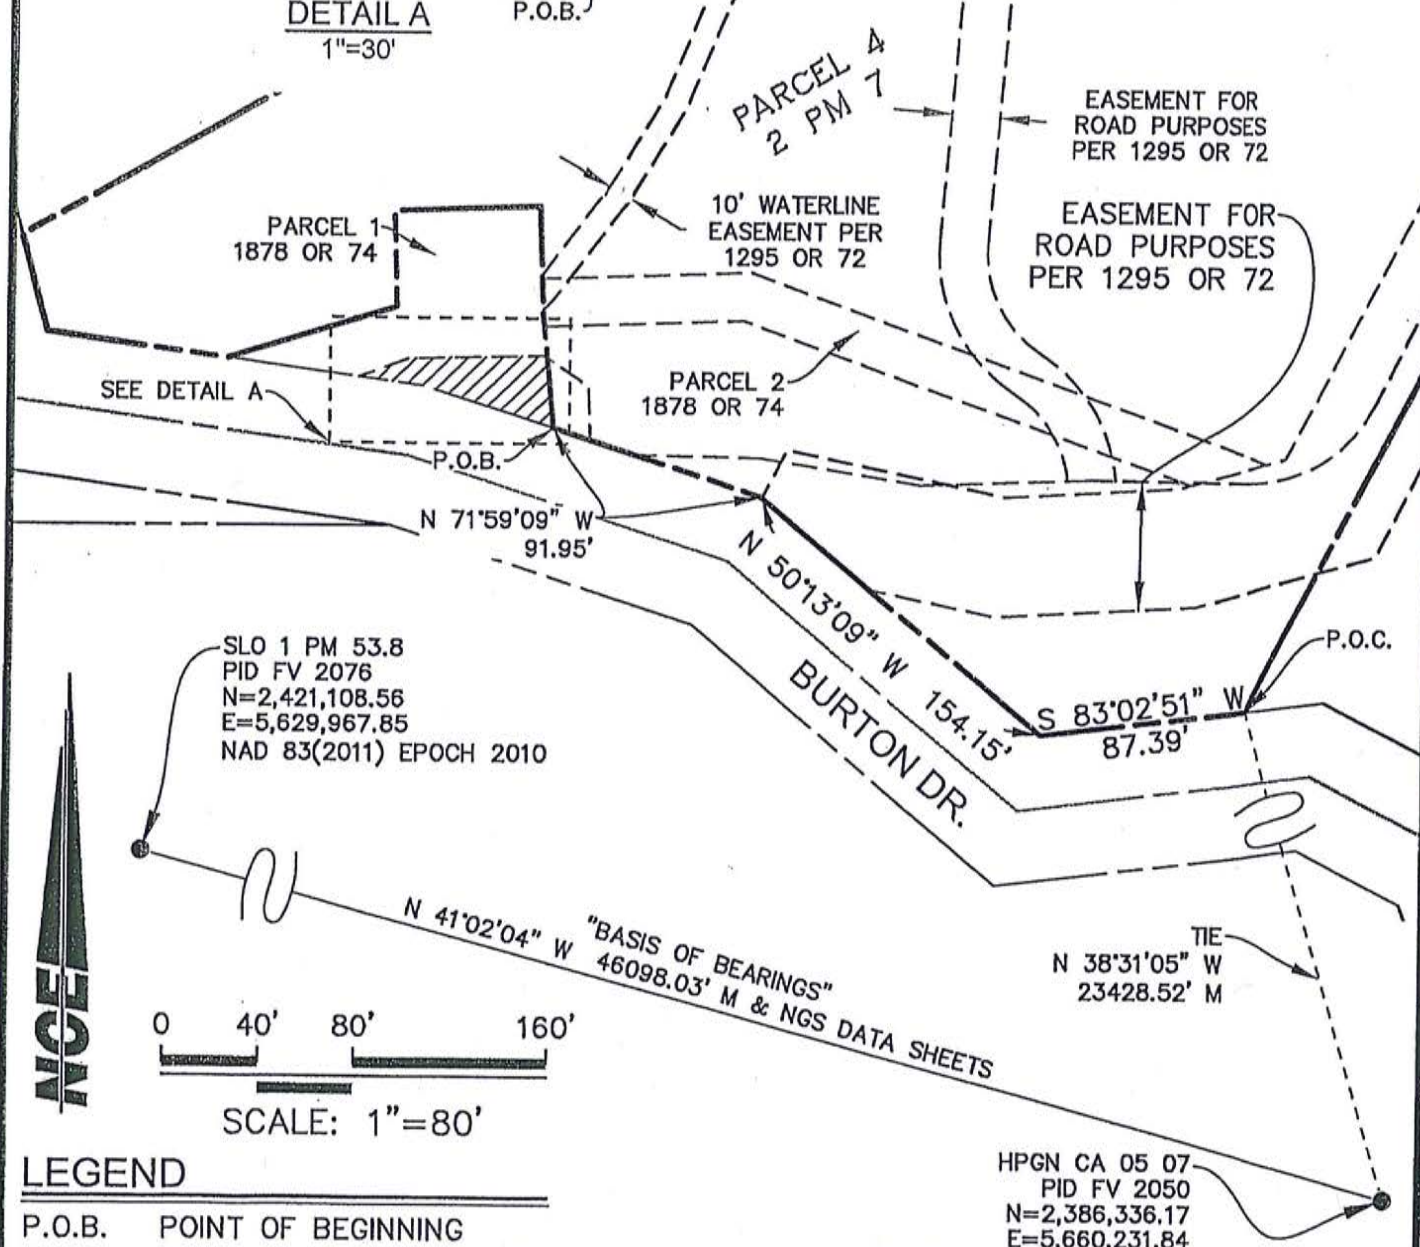 DETAIL A
1"=30'
P.O.B.
PARCEL 4
2 PM 7
EASEMENT FOR
ROAD PURPOSES
PER 1295 OR 72
PARCEL 1
1878 OR 74
10' WATERLINE
EASEMENT PER
1295 OR 72
EASEMENT FOR
ROAD PURPOSES
PER 1295 OR 72
SEE DETAIL A
PARCEL 2
1878 OR 74
P.O.B.
N 71°59'09" W
91.95'
N 50°13'09" W 154.15'
BURTON DR.
S 83°02'51" W
87.39'
P.O.C.
SLO 1 PM 53.8
PID FV 2076
N=2,421,108.56
E=5,629,967.85
NAD 83(2011) EPOCH 2010
"BASIS OF BEARINGS"
N 41°02'04" W 46098.03' M & NGS DATA SHEETS
TIE
N 38°31'05" W
23428.52' M
NCE
0 40' 80' 160'
SCALE: 1"=80'
HPGN CA 05 07
PID FV 2050
N=2,386,336.17
E=5,660,231.84
LEGEND
P.O.B. POINT OF BEGINNING